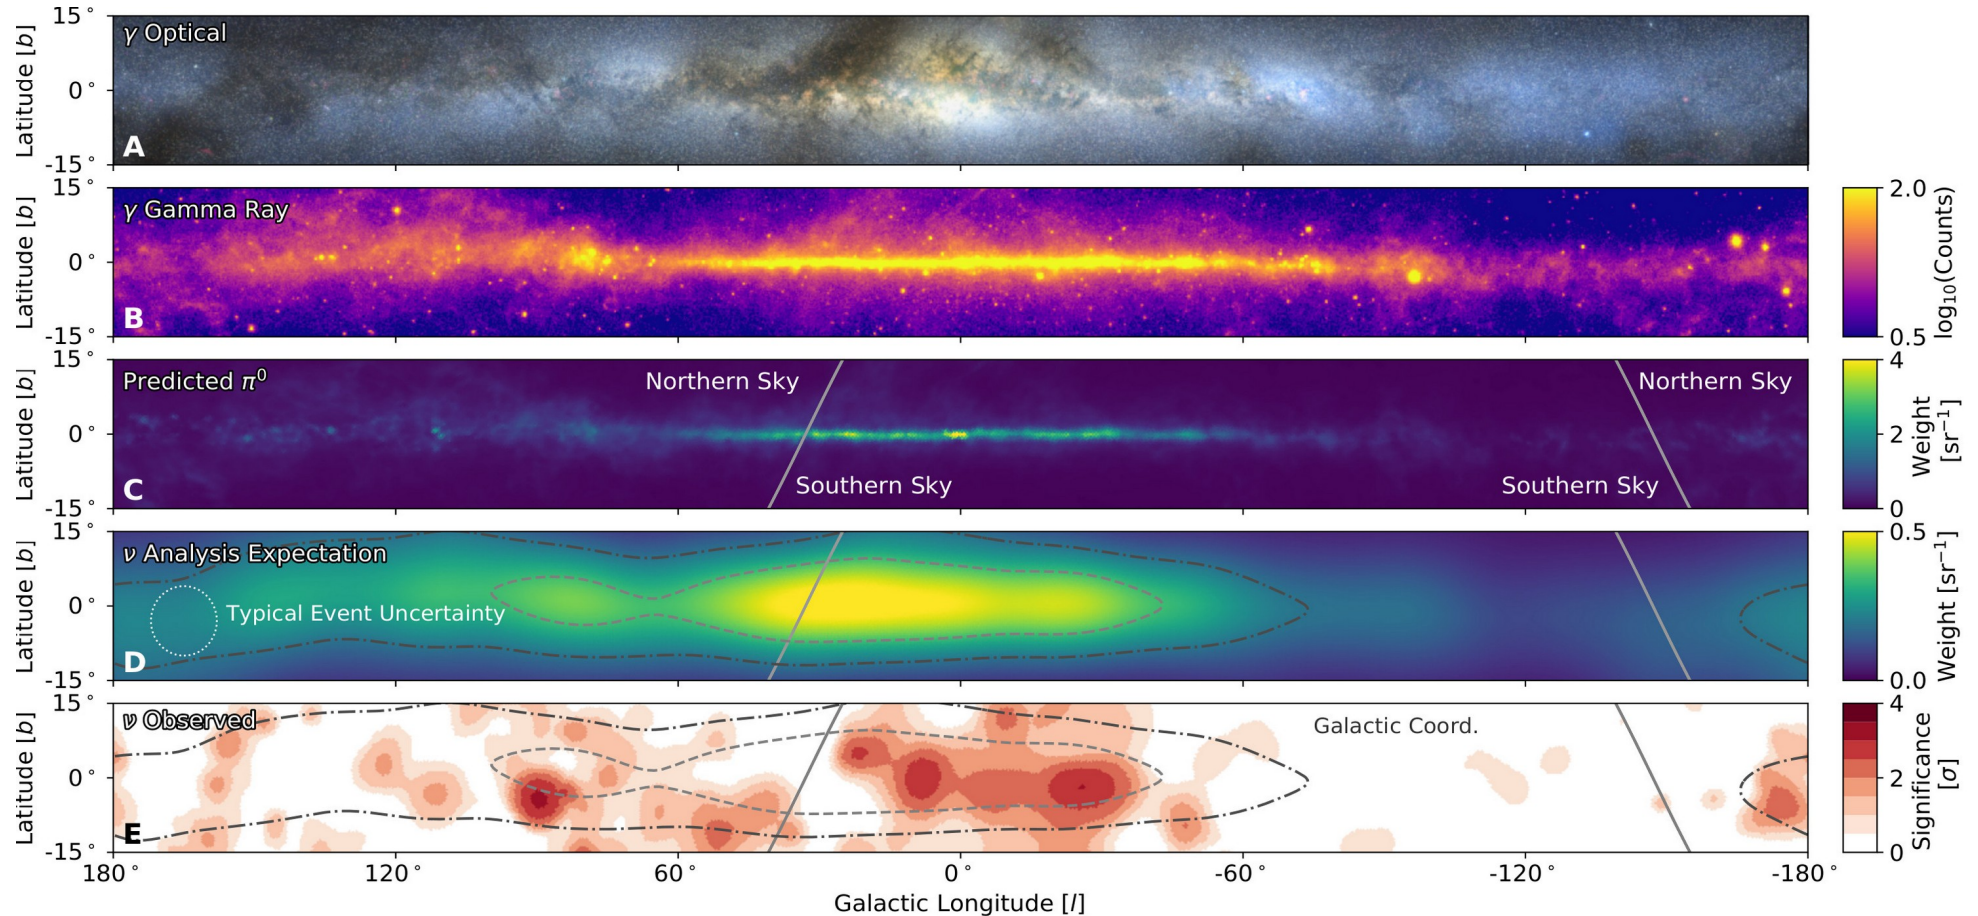 15°
0°
-15°
Latitude [b]
γ Optical
A
15°
0°
-15°
Latitude [b]
γ Gamma Ray
B
2.0
0.5
log₁₀(Counts)
15°
0°
-15°
Latitude [b]
Predicted π⁰
Northern Sky
Northern Sky
Southern Sky
Southern Sky
C
4
2
0
Weight
[sr⁻¹]
15°
0°
-15°
Latitude [b]
ν Analysis Expectation
Typical Event Uncertainty
D
0.5
0.0
Weight [sr⁻¹]
15°
0°
-15°
Latitude [b]
ν Observed
Galactic Coord.
E
4
2
0
Significance
[σ]
180° 120° 60° 0° -60° -120° -180°
Galactic Longitude [l]